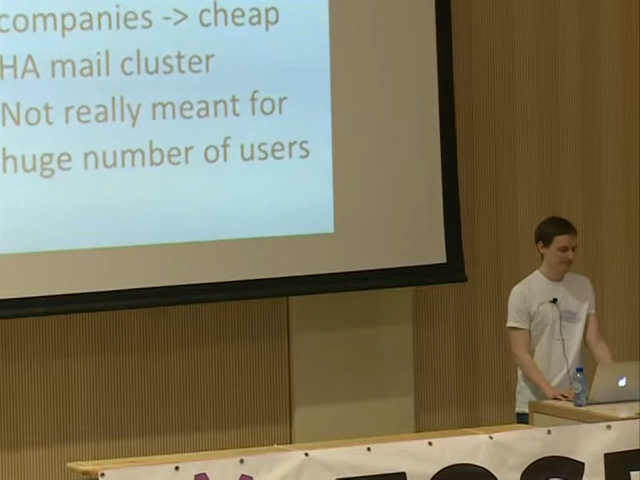 companies -> cheap
HA mail cluster
Not really meant for
huge number of users